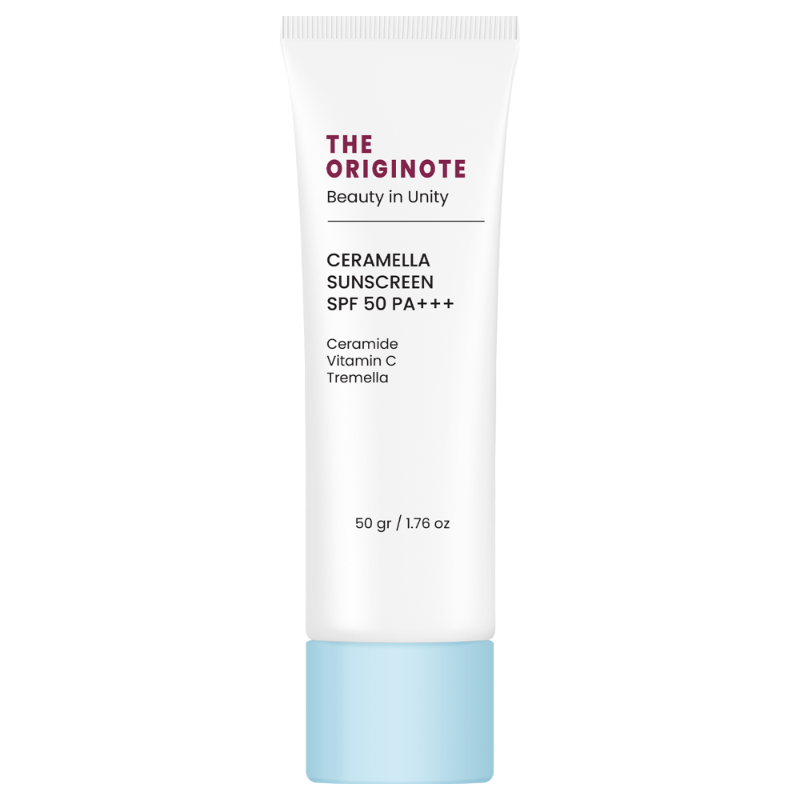 THE
ORIGINOTE
Beauty in Unity
CERAMELLA
SUNSCREEN
SPF 50 PA+++
Ceramide
Vitamin C
Tremella
50 gr / 1.76 oz